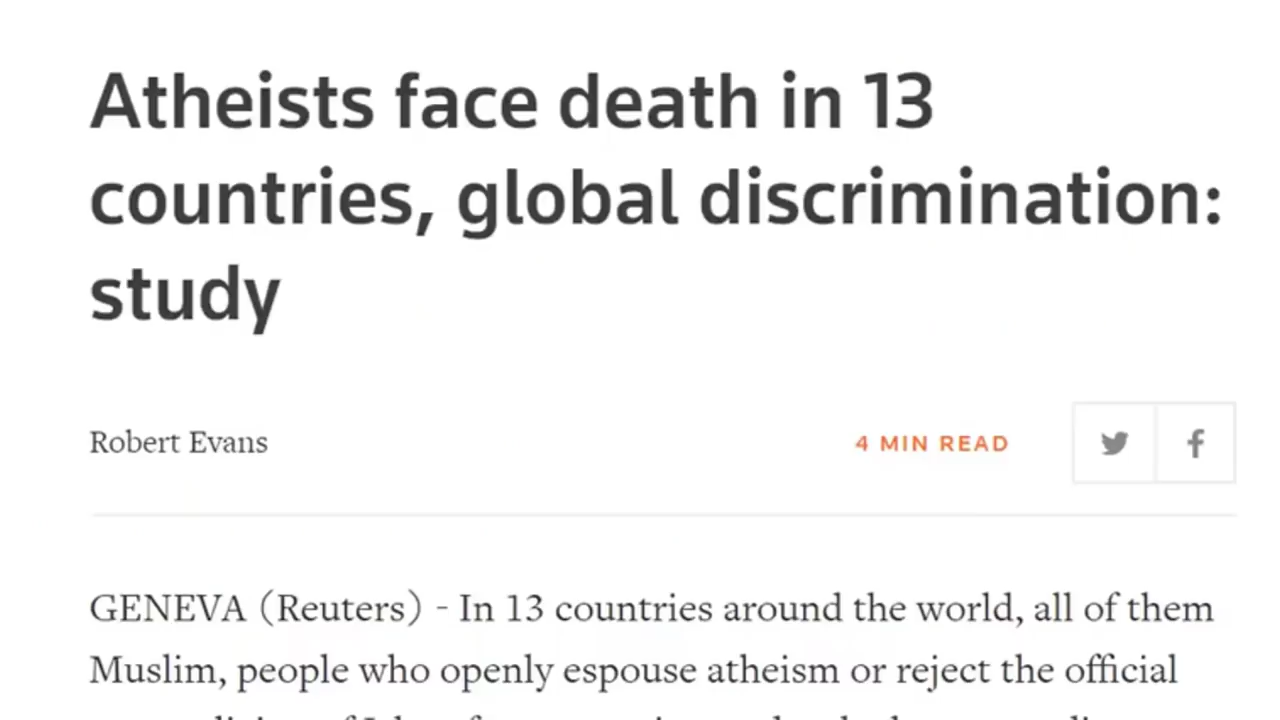 Atheists face death in 13
countries, global discrimination:
study
Robert Evans
4 MIN READ
GENEVA (Reuters) - In 13 countries around the world, all of them
Muslim, people who openly espouse atheism or reject the official